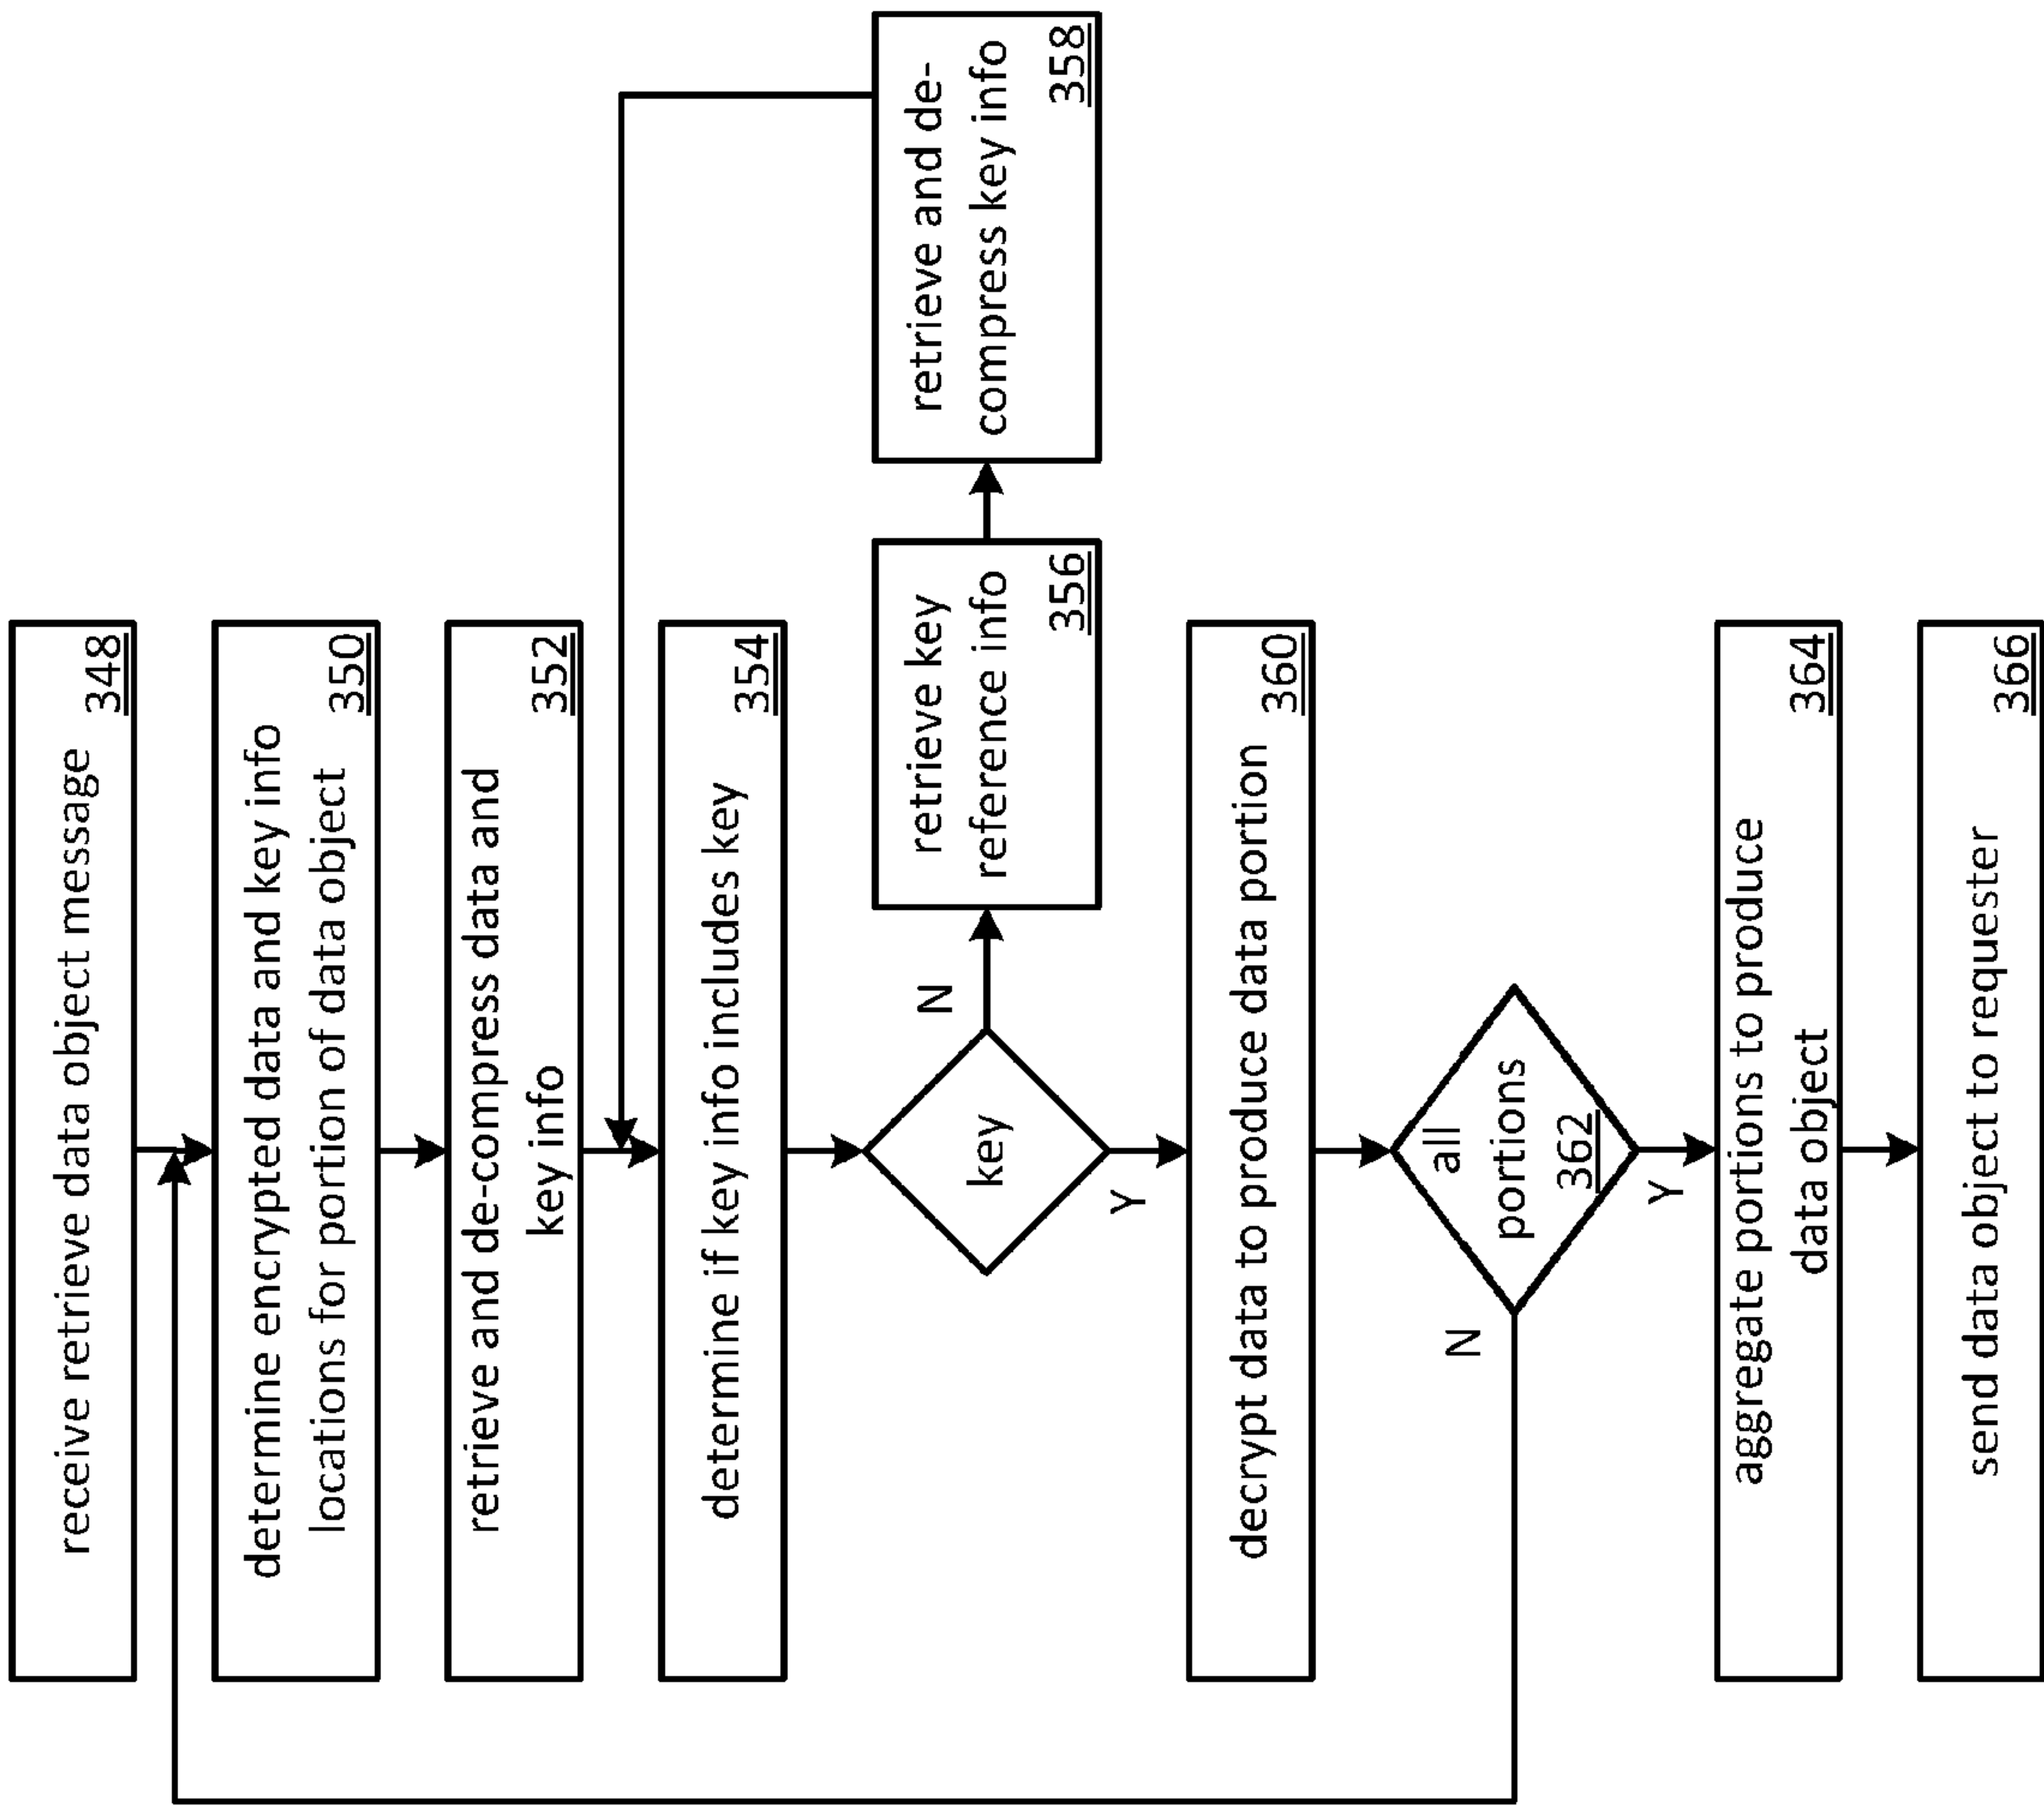 receive retrieve data object message
348
determine encrypted data and key info
locations for portion of data object
350
retrieve and de-compress data and
key info
352
determine if key info includes key
354
key
N
Y
retrieve key
reference info
356
retrieve and de-
compress key info
358
decrypt data to produce data portion
360
all
portions
362
N
Y
aggregate portions to produce
data object
364
send data object to requester
366